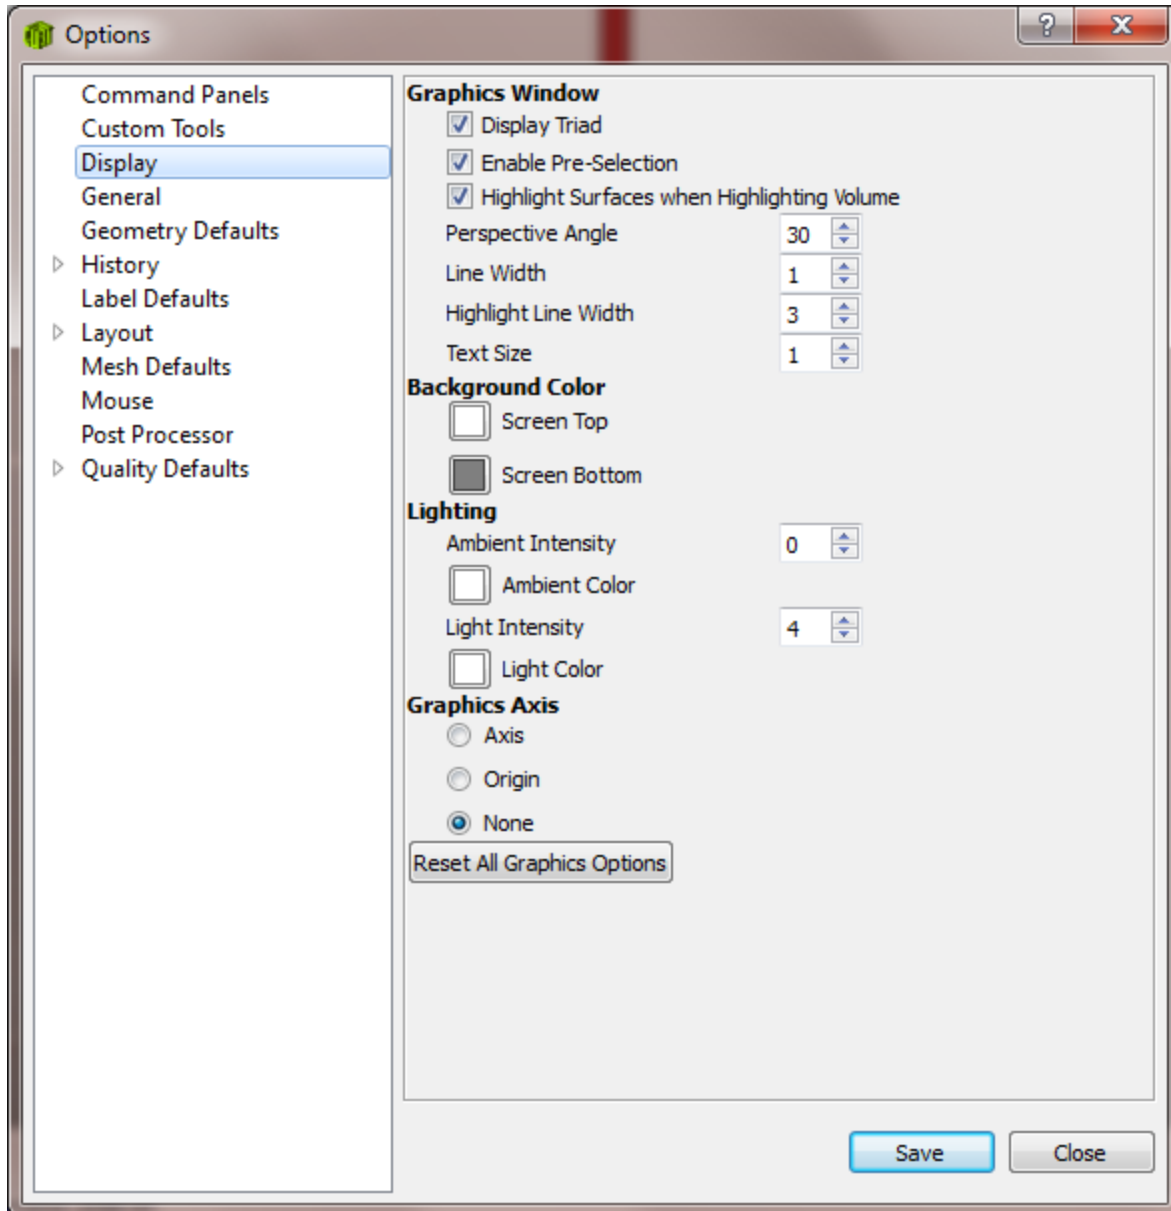 Options
?
X
Command Panels
Custom Tools
Display
General
Geometry Defaults
History
Label Defaults
Layout
Mesh Defaults
Mouse
Post Processor
Quality Defaults
Graphics Window
Display Triad
Enable Pre-Selection
Highlight Surfaces when Highlighting Volume
Perspective Angle 30
Line Width 1
Highlight Line Width 3
Text Size 1
Background Color
Screen Top
Screen Bottom
Lighting
Ambient Intensity 0
Ambient Color
Light Intensity 4
Light Color
Graphics Axis
Axis
Origin
None
Reset All Graphics Options
Save Close